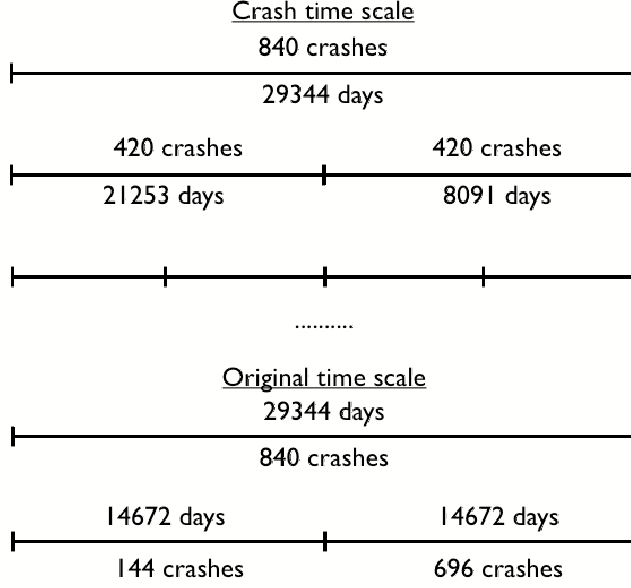 Crash time scale
840 crashes
29344 days
420 crashes 420 crashes
21253 days 8091 days
..........
Original time scale
29344 days
840 crashes
14672 days 14672 days
144 crashes 696 crashes